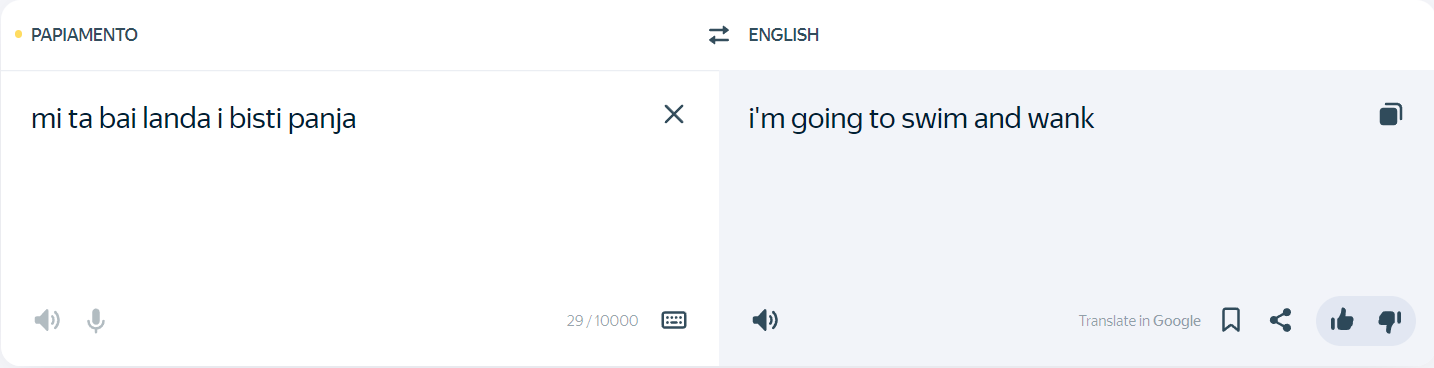 PAPIAMENTO
ENGLISH
mi ta bai landa i bisti panja
i'm going to swim and wank
29 / 10000
Translate in Google